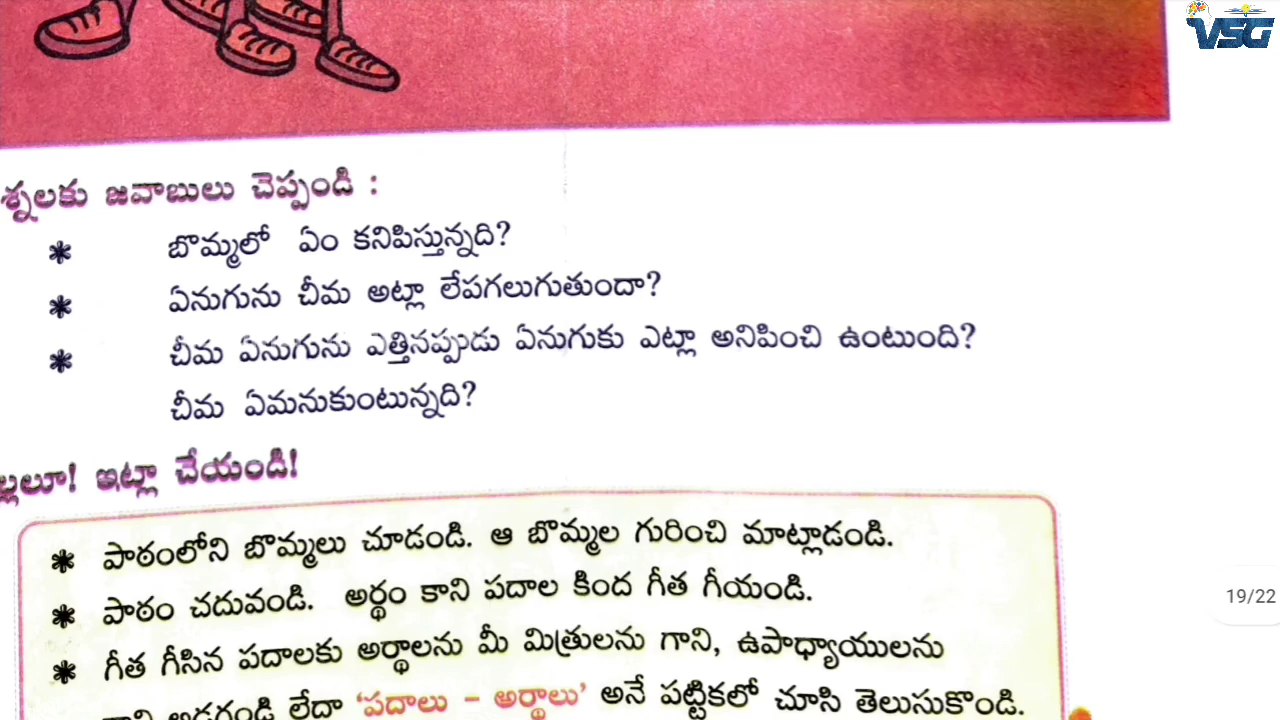 VSG
శ్నలకు జవాబులు చెప్పండి :
* బొమ్మలో ఏం కనిపిస్తున్నది?
* ఏనుగును చీమ అట్లా లేపగలుగుతుందా?
* చీమ ఏనుగును ఎత్తినప్పుడు ఏనుగుకు ఎట్లా అనిపించి ఉంటుంది?
చీమ ఏమనుకుంటున్నది?
ల్లలూ! ఇట్లా చేయండి!
* పాఠంలోని బొమ్మలు చూడండి. ఆ బొమ్మల గురించి మాట్లాడండి.
* పాఠం చదువండి. అర్థం కాని పదాల కింద గీత గీయండి.
19/22
* గీత గీసిన పదాలకు అర్థాలను మీ మిత్రులను గాని, ఉపాధ్యాయులను
లేదా ‘పదాలు - అర్థాలు’ అనే పట్టికలో చూసి తెలుసుకొండి.